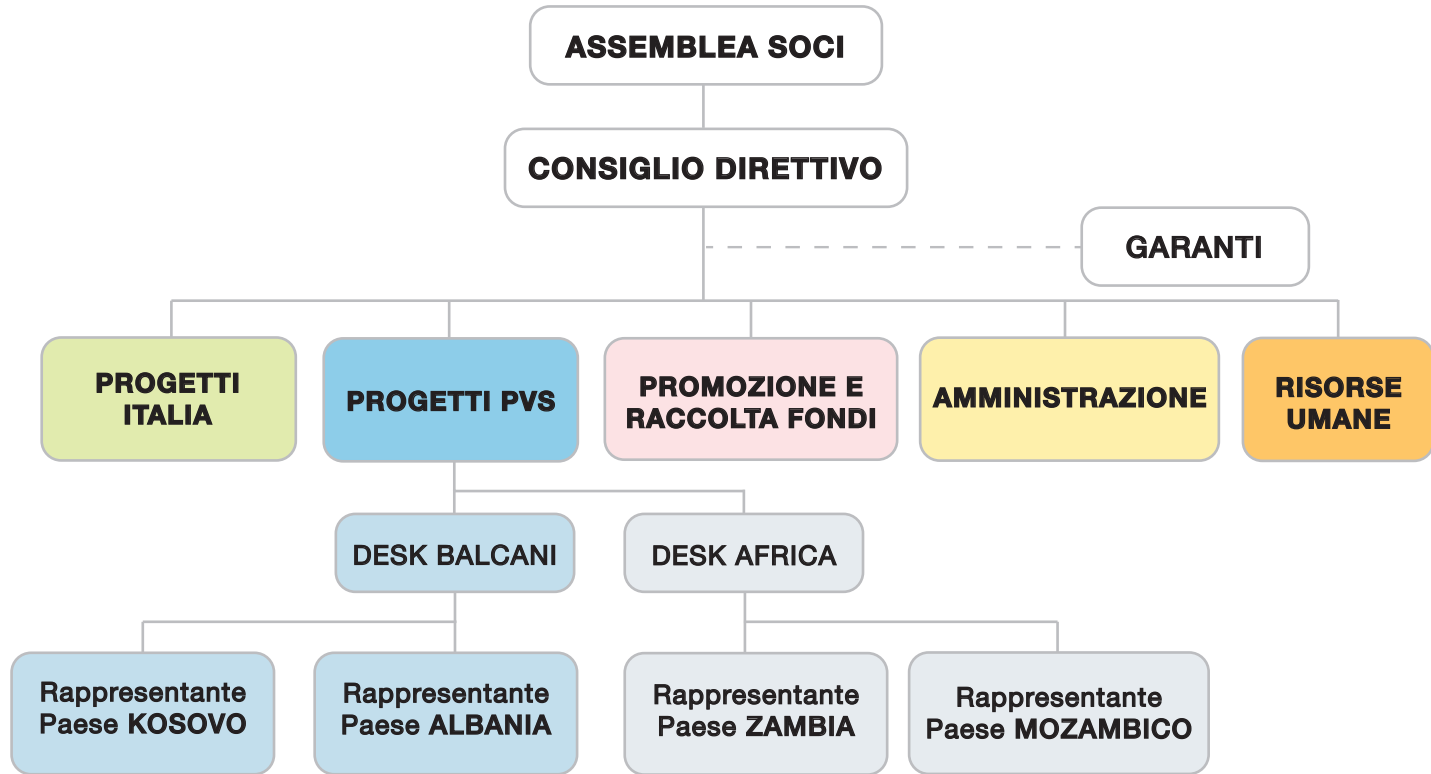 ASSEMBLEA SOCI
CONSIGLIO DIRETTIVO
GARANTI
PROGETTI
ITALIA
PROGETTI PVS
PROMOZIONE E
RACCOLTA FONDI
AMMINISTRAZIONE
RISORSE
UMANE
DESK BALCANI
DESK AFRICA
Rappresentante
Paese KOSOVO
Rappresentante
Paese ALBANIA
Rappresentante
Paese ZAMBIA
Rappresentante
Paese MOZAMBICO